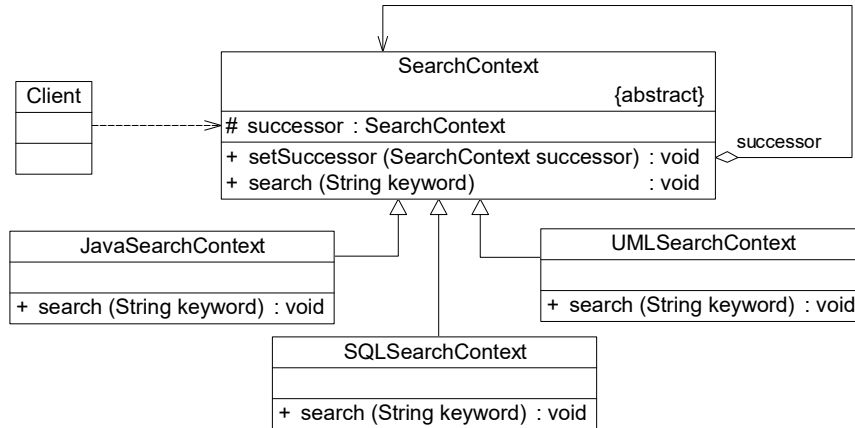 SearchContext
{abstract}
Client
# successor : SearchContext
successor
+ setSuccessor (SearchContext successor) : void
+ search (String keyword) : void
JavaSearchContext
+ search (String keyword) : void
UMLSearchContext
+ search (String keyword) : void
SQLSearchContext
+ search (String keyword) : void